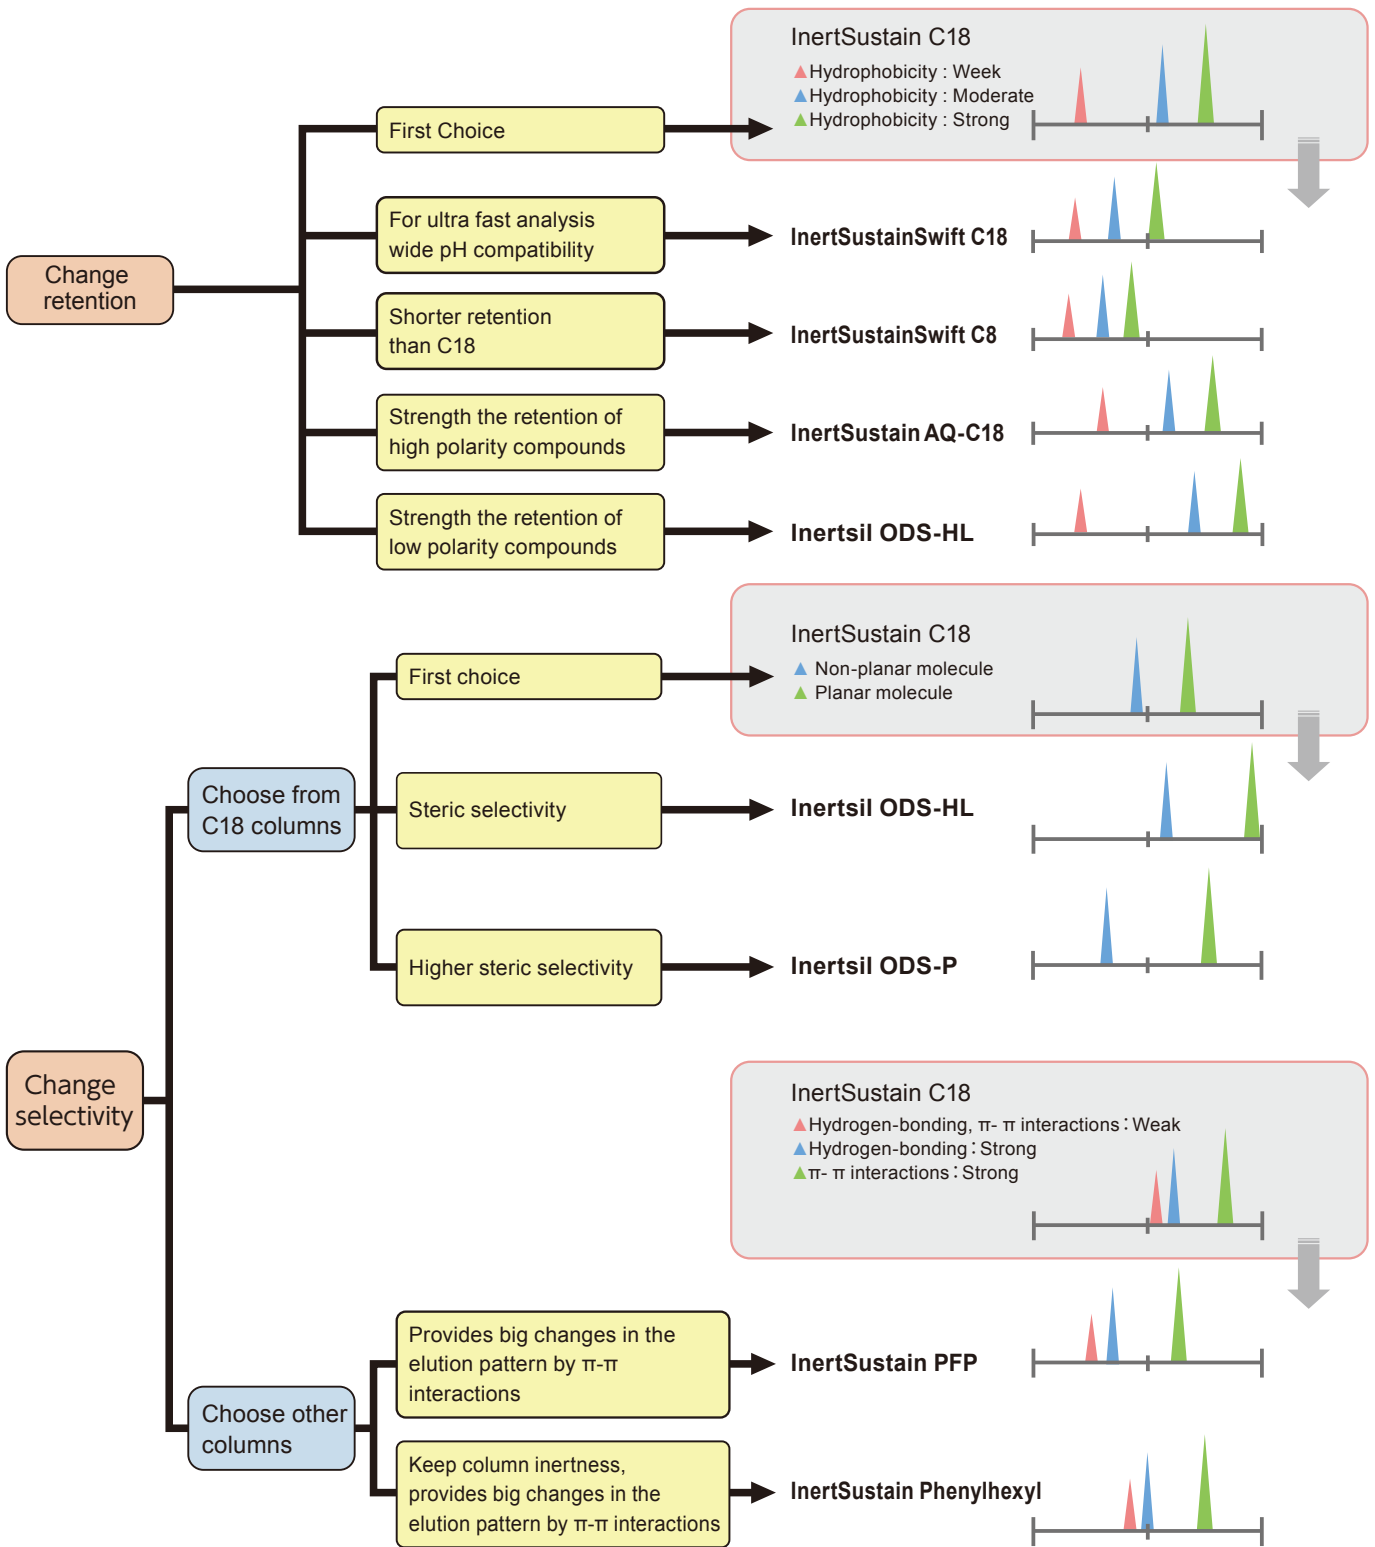 Change
retention
First Choice
InertSustain C18
Hydrophobicity : Week
Hydrophobicity : Moderate
Hydrophobicity : Strong
For ultra fast analysis
wide pH compatibility
InertSustainSwift C18
Shorter retention
than C18
InertSustainSwift C8
Strength the retention of
high polarity compounds
InertSustain AQ-C18
Strength the retention of
low polarity compounds
Inertsil ODS-HL
Change
selectivity
Choose from
C18 columns
First choice
InertSustain C18
Non-planar molecule
Planar molecule
Steric selectivity
Inertsil ODS-HL
Higher steric selectivity
Inertsil ODS-P
InertSustain C18
Hydrogen-bonding, π- π interactions : Weak
Hydrogen-bonding : Strong
π- π interactions : Strong
Choose other
columns
Provides big changes in the
elution pattern by π-π
interactions
InertSustain PFP
Keep column inertness,
provides big changes in the
elution pattern by π-π interactions
InertSustain Phenylhexyl